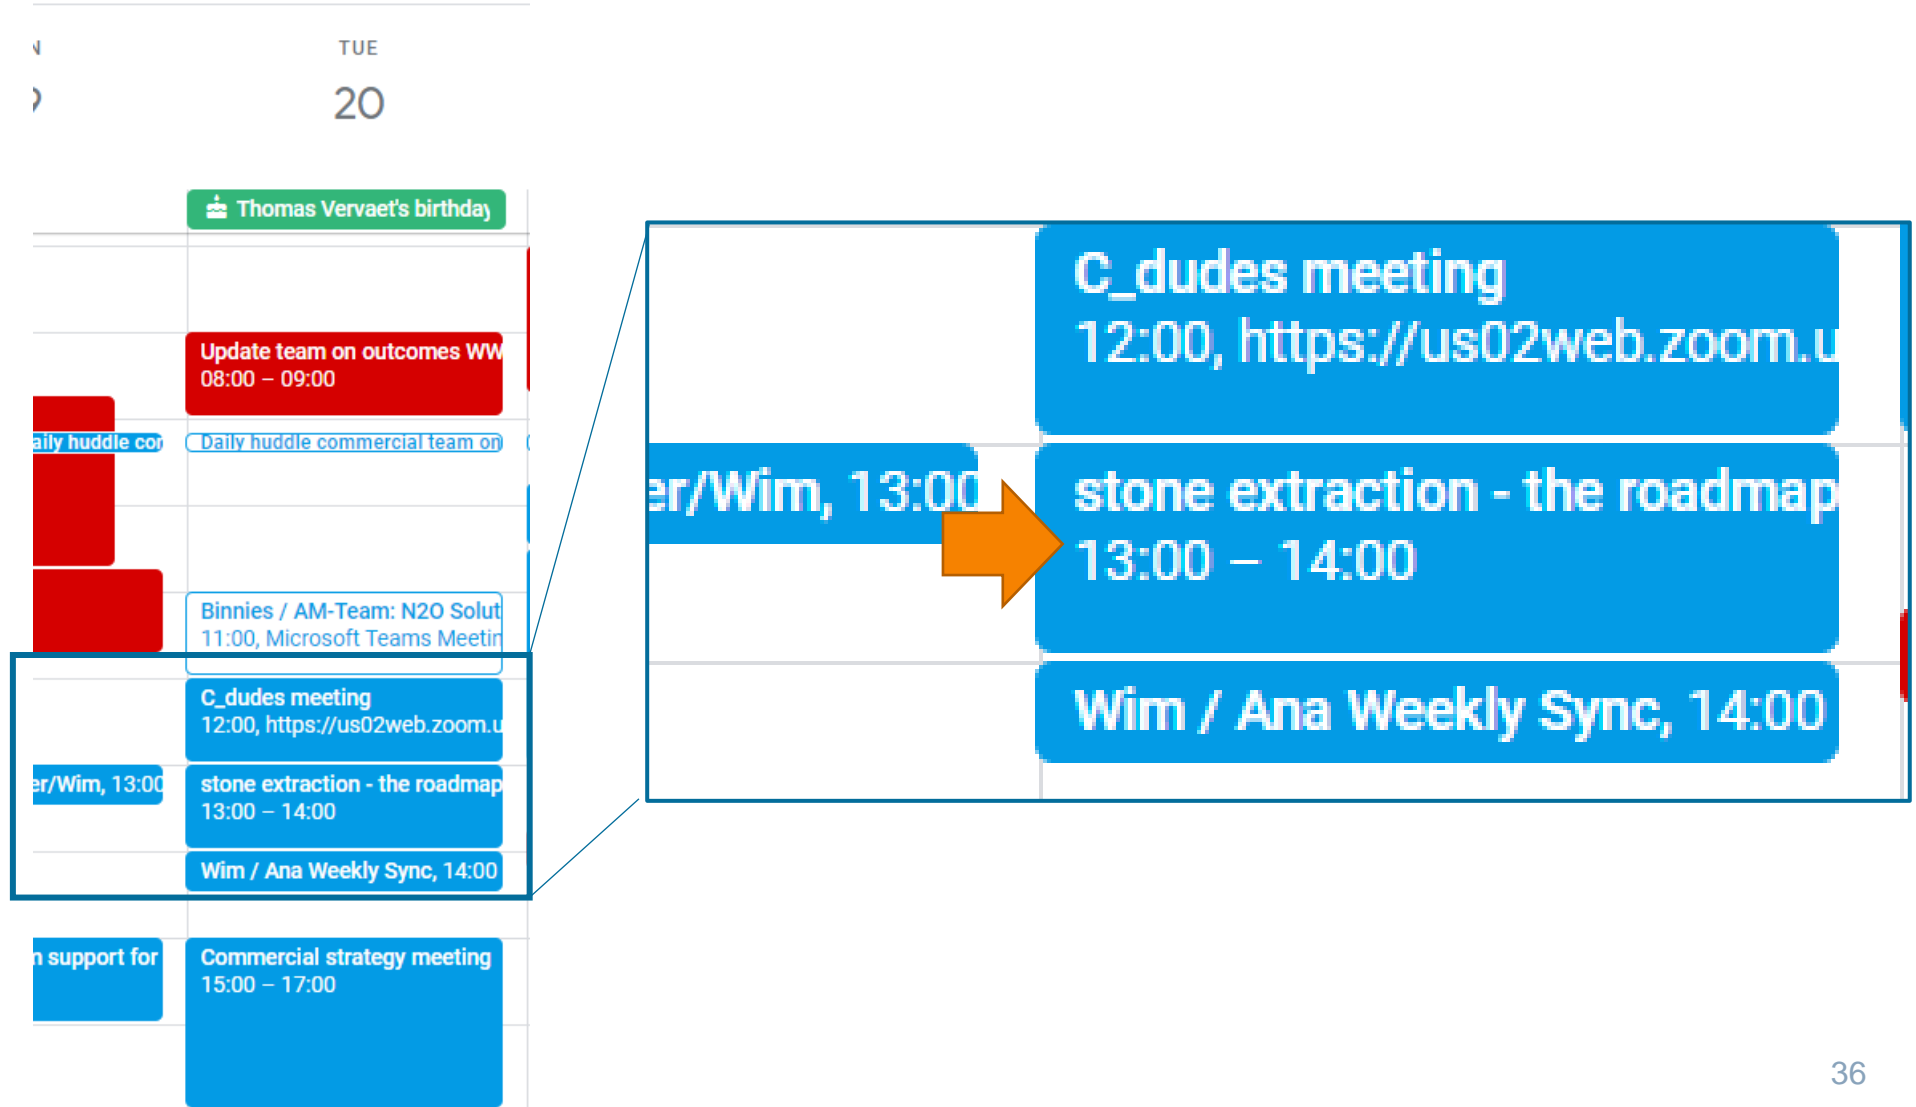 N
TUE
20
Thomas Vervaet's birthday
Update team on outcomes WW
08:00 – 09:00
aily huddle cor
Daily huddle commercial team on
Binnies / AM-Team: N2O Solut
11:00, Microsoft Teams Meetin
C_dudes meeting
12:00, https://us02web.zoom.u
er/Wim, 13:00
stone extraction - the roadmap
13:00 – 14:00
Wim / Ana Weekly Sync, 14:00
n support for
Commercial strategy meeting
15:00 – 17:00
C_dudes meeting
12:00, https://us02web.zoom.u
er/Wim, 13:00
stone extraction - the roadmap
13:00 – 14:00
Wim / Ana Weekly Sync, 14:00
36